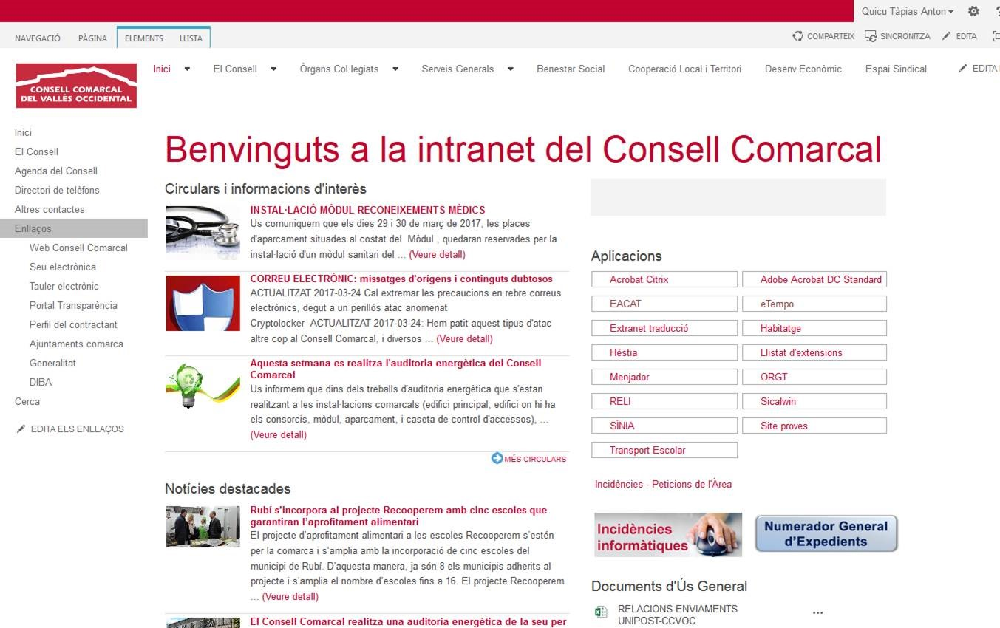 Quicu Tàpias Anton
NAVEGACIÓ PÀGINA ELEMENTS LLISTA
COMPARTEIX SINCRONITZA EDITA
CONSELL COMARCAL
DEL VALLÈS OCCIDENTAL
Inici El Consell Òrgans Col·legiats Serveis Generals Benestar Social Cooperació Local i Territori Desenv Econòmic Espai Sindical EDITA
Inici
El Consell
Agenda del Consell
Directori de telèfons
Altres contactes
Enllaços
Web Consell Comarcal
Seu electrònica
Tauler electrònic
Portal Transparència
Perfil del contractant
Ajuntaments comarca
Generalitat
DIBA
Cerca
EDITA ELS ENLLAÇOS
Benvinguts a la intranet del Consell Comarcal
Circulars i informacions d'interès
INSTAL·LACIÓ MÒDUL RECONEIXEMENTS MÈDICS
Us comuniquem que els dies 29 i 30 de març de 2017, les places
d'aparcament situades al costat del Mòdul , quedaran reservades per la
instal·lació d'un mòdul sanitari del ... (Veure detall)
CORREU ELECTRÒNIC: missatges d'orígens i continguts dubtosos
ACTUALITZAT 2017-03-24 Cal extremar les precaucions en rebre correus
electrònics, degut a un perillós atac anomenat
Cryptolocker ACTUALITZAT 2017-03-24: Hem patit aquest tipus d'atac
altre cop al Consell Comarcal, i diversos ... (Veure detall)
Aquesta setmana es realitza l'auditoria energètica del Consell
Comarcal
Us informem que dins dels treballs d'auditoria energètica que s'estan
realitzant a les instal·lacions comarcals (edifici principal, edifici on hi ha
els consorcis, mòdul, aparcament, i caseta de control d'accessos), ...
(Veure detall)
MÉS CIRCULARS
Notícies destacades
Rubí s’incorpora al projecte Recooperem amb cinc escoles que
garantiran l’aprofitament alimentari
El projecte d’aprofitament alimentari a les escoles Recooperem s’estén
per la comarca i s’amplia amb la incorporació de cinc escoles del
municipi de Rubí. D’aquesta manera, ja són 8 els municipis adherits al
projecte i s’amplia el nombre d’escoles fins a 16. El projecte Recooperem
... (Veure detall)
El Consell Comarcal realitza una auditoria energètica de la seu per
Aplicacions
Acrobat Citrix Adobe Acrobat DC Standard
EACAT eTempo
Extranet traducció Habitatge
Hèstia Llistat d'extensions
Menjador ORGT
RELI Sicalwin
SÍNIA Site proves
Transport Escolar
Incidències - Peticions de l'Àrea
Incidències
informàtiques
Numerador General
d’Expedients
Documents d'Ús General
RELACIONS ENVIAMENTS
UNIPOST-CCVOC
...